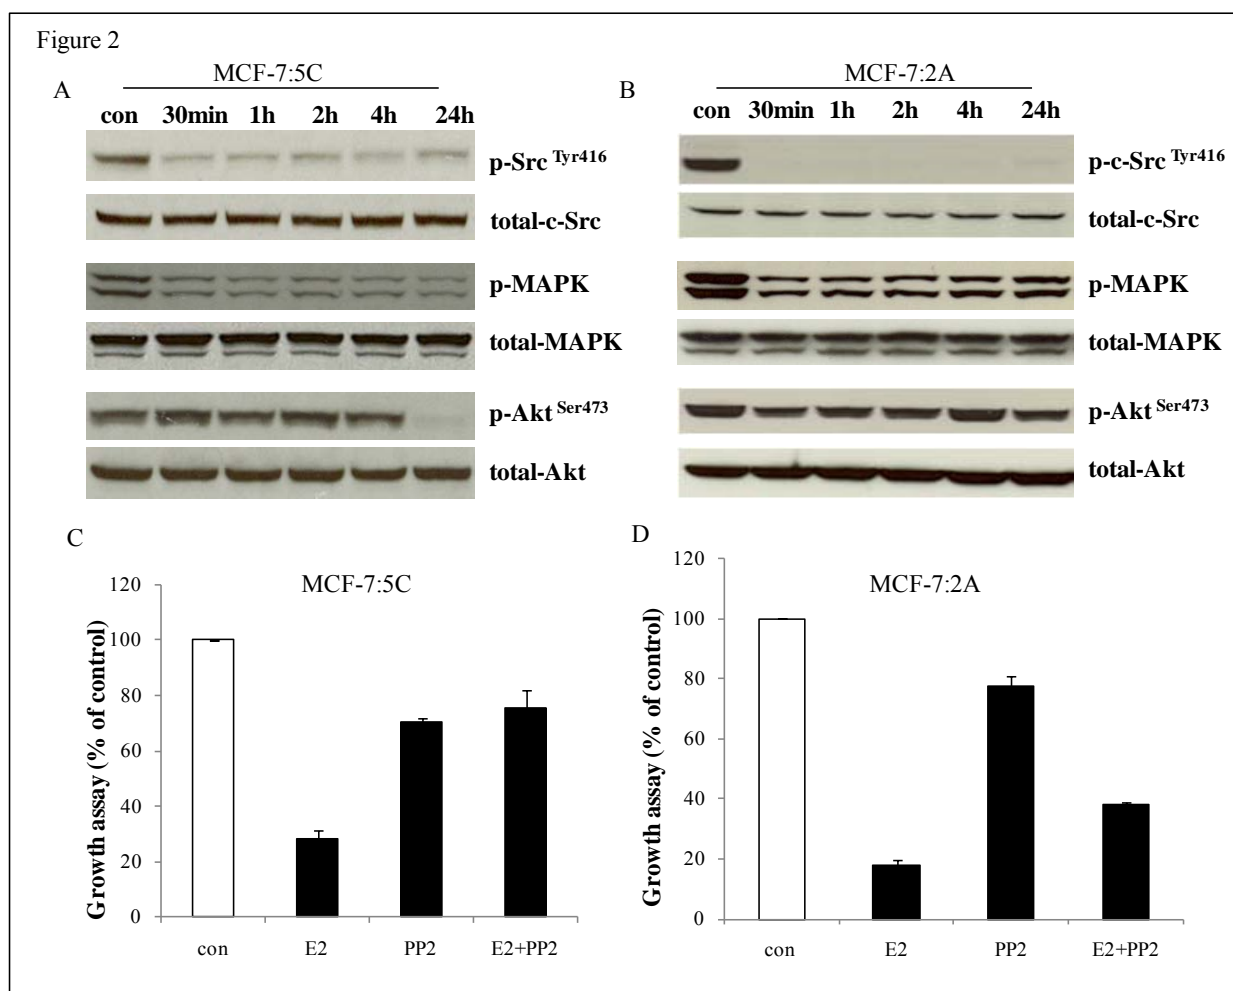 Figure 2
A
MCF-7:5C
con 30min 1h 2h 4h 24h
p-Src Tyr416
total-c-Src
p-MAPK
total-MAPK
p-Akt Ser473
total-Akt
B
MCF-7:2A
con 30min 1h 2h 4h 24h
p-c-Src Tyr416
total-c-Src
p-MAPK
total-MAPK
p-Akt Ser473
total-Akt
C
MCF-7:5C
Growth assay (% of control)
120
100
80
60
40
20
0
con E2 PP2 E2+PP2
D
MCF-7:2A
Growth assay (% of control)
120
100
80
60
40
20
0
con E2 PP2 E2+PP2